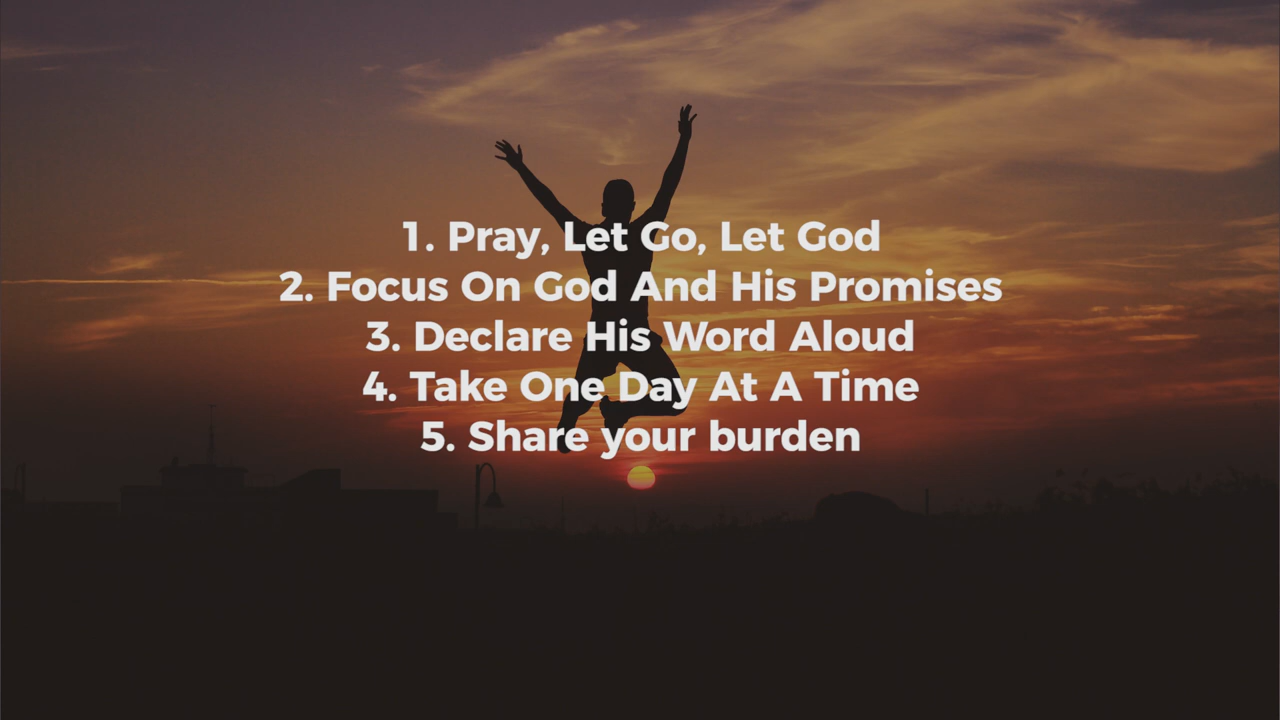 1. Pray, Let Go, Let God
2. Focus On God And His Promises
3. Declare His Word Aloud
4. Take One Day At A Time
5. Share your burden